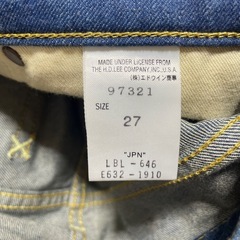 MADE UNDER LICENSE FROM
THE H.D.LEE COMPANY,INC.,U.S.A
(株)エドウイン商事
97321
SIZE
27
"JPN"
LBL-646
E632-1910